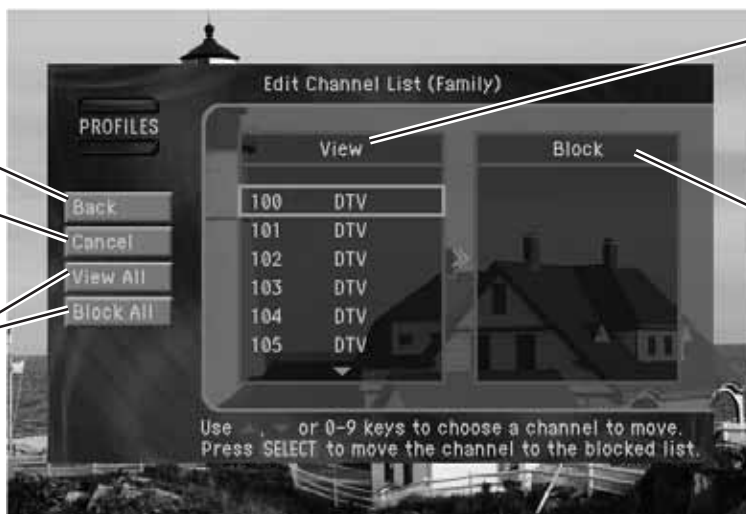 Edit Channel List (Family)
PROFILES
Back
Cancel
View All
Block All
View
Block
100 DTV
101 DTV
102 DTV
103 DTV
104 DTV
105 DTV
Use , or 0-9 keys to choose a channel to move.
Press SELECT to move the channel to the blocked list.